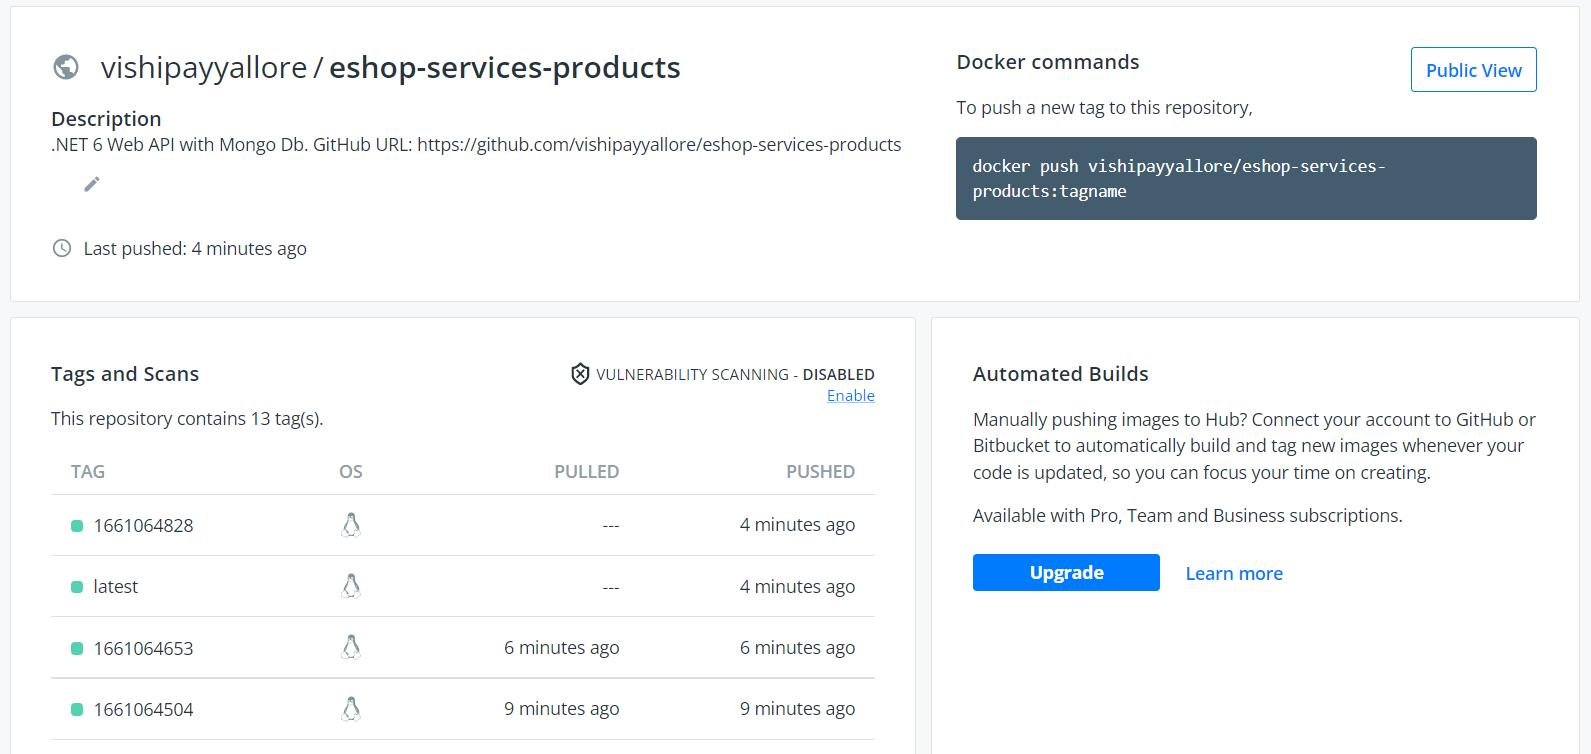 vishipayyallore / eshop-services-products
Description
.NET 6 Web API with Mongo Db. GitHub URL: https://github.com/vishipayyallore/eshop-services-products
Last pushed: 4 minutes ago
Docker commands
Public View
To push a new tag to this repository,
docker push vishipayyallore/eshop-services-
products:tagname
Tags and Scans
VULNERABILITY SCANNING - DISABLED
Enable
This repository contains 13 tag(s).
TAG OS PULLED PUSHED
1661064828 --- 4 minutes ago
latest --- 4 minutes ago
1661064653 6 minutes ago 6 minutes ago
1661064504 9 minutes ago 9 minutes ago
Automated Builds
Manually pushing images to Hub? Connect your account to GitHub or
Bitbucket to automatically build and tag new images whenever your
code is updated, so you can focus your time on creating.
Available with Pro, Team and Business subscriptions.
Upgrade Learn more